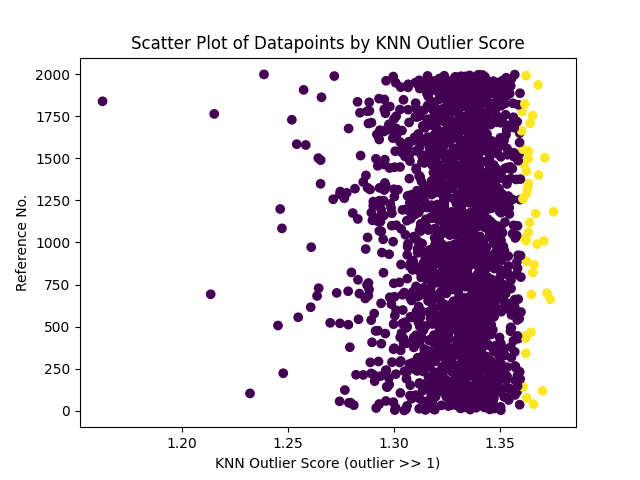 Scatter Plot of Datapoints by KNN Outlier Score
2000
1750
1500
1250
1000
750
500
250
0
Reference No.
1.20 1.25 1.30 1.35
KNN Outlier Score (outlier >> 1)